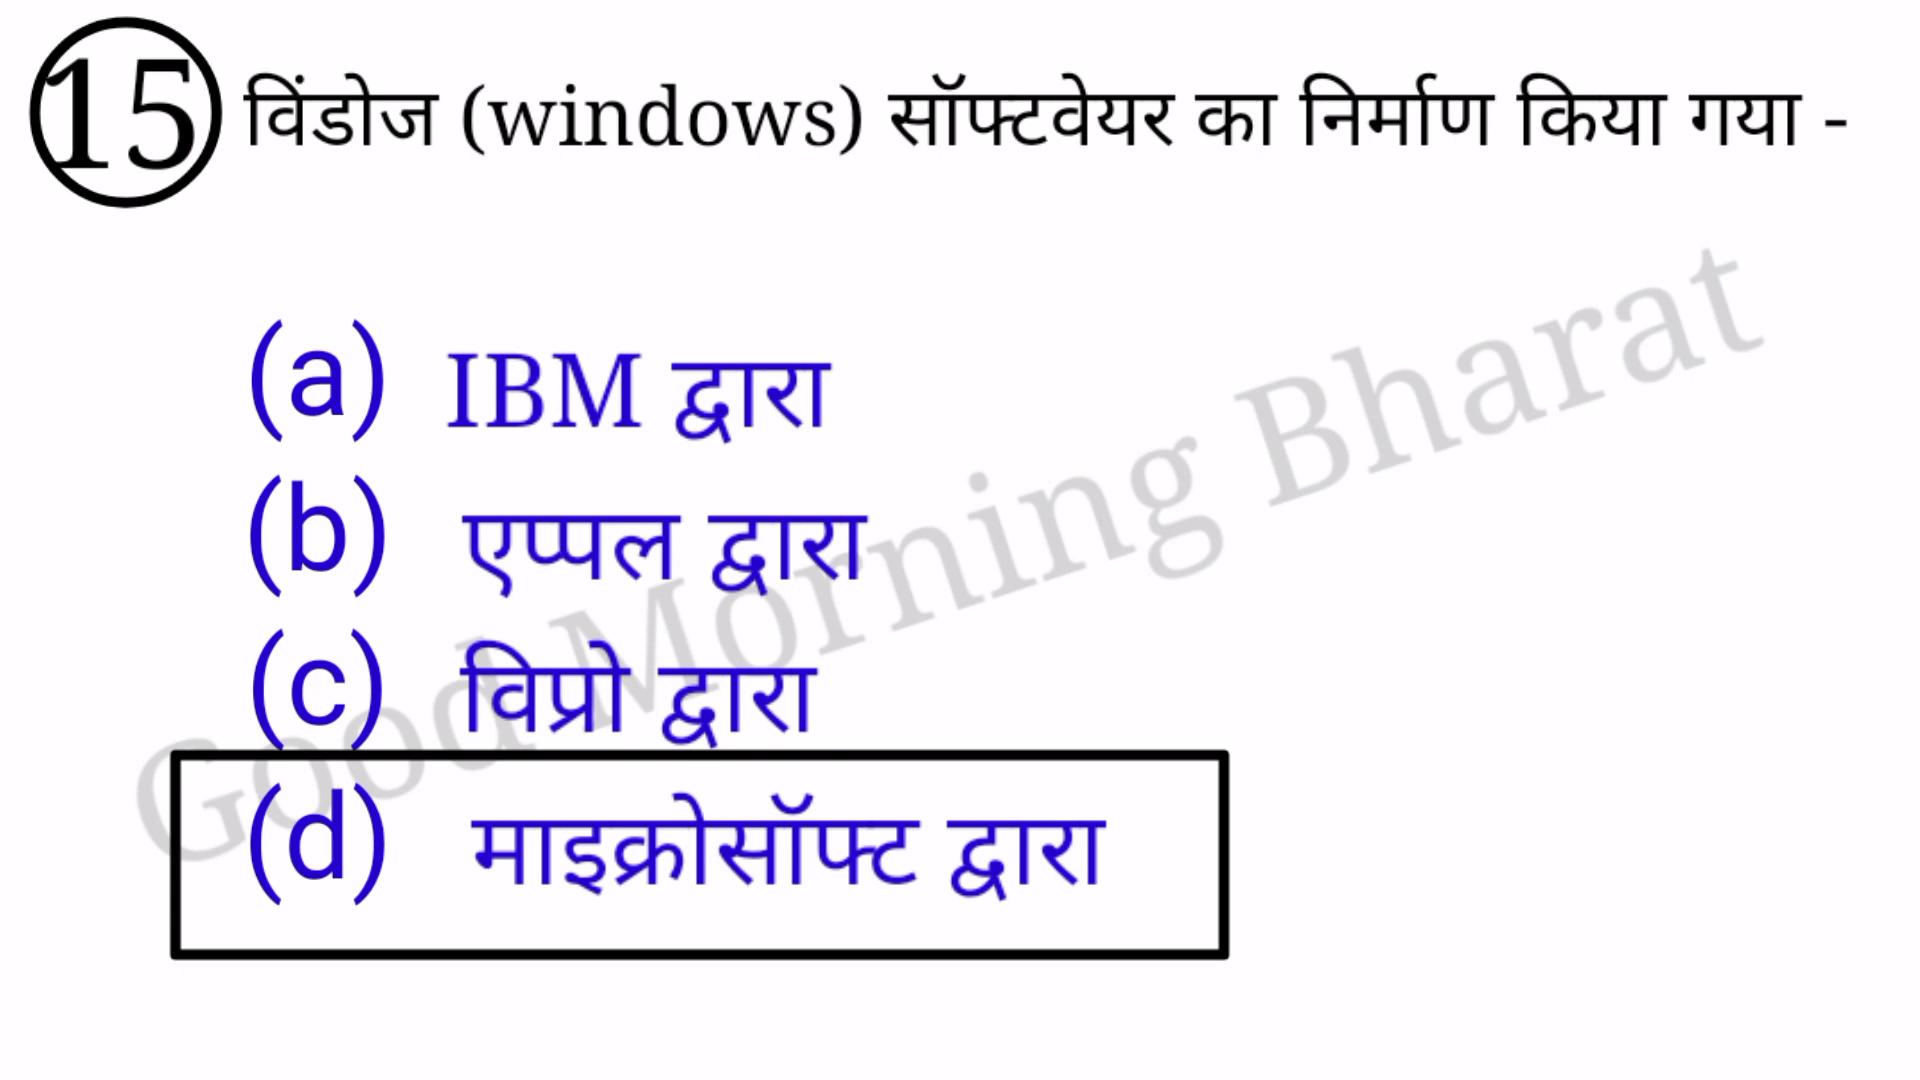 15 विंडोज (windows) सॉफ्टवेयर का निर्माण किया गया -
(a) IBM द्वारा
(b) एप्पल द्वारा
(c) विप्रो द्वारा
(d) माइक्रोसॉफ्ट द्वारा
Good Morning Bharat